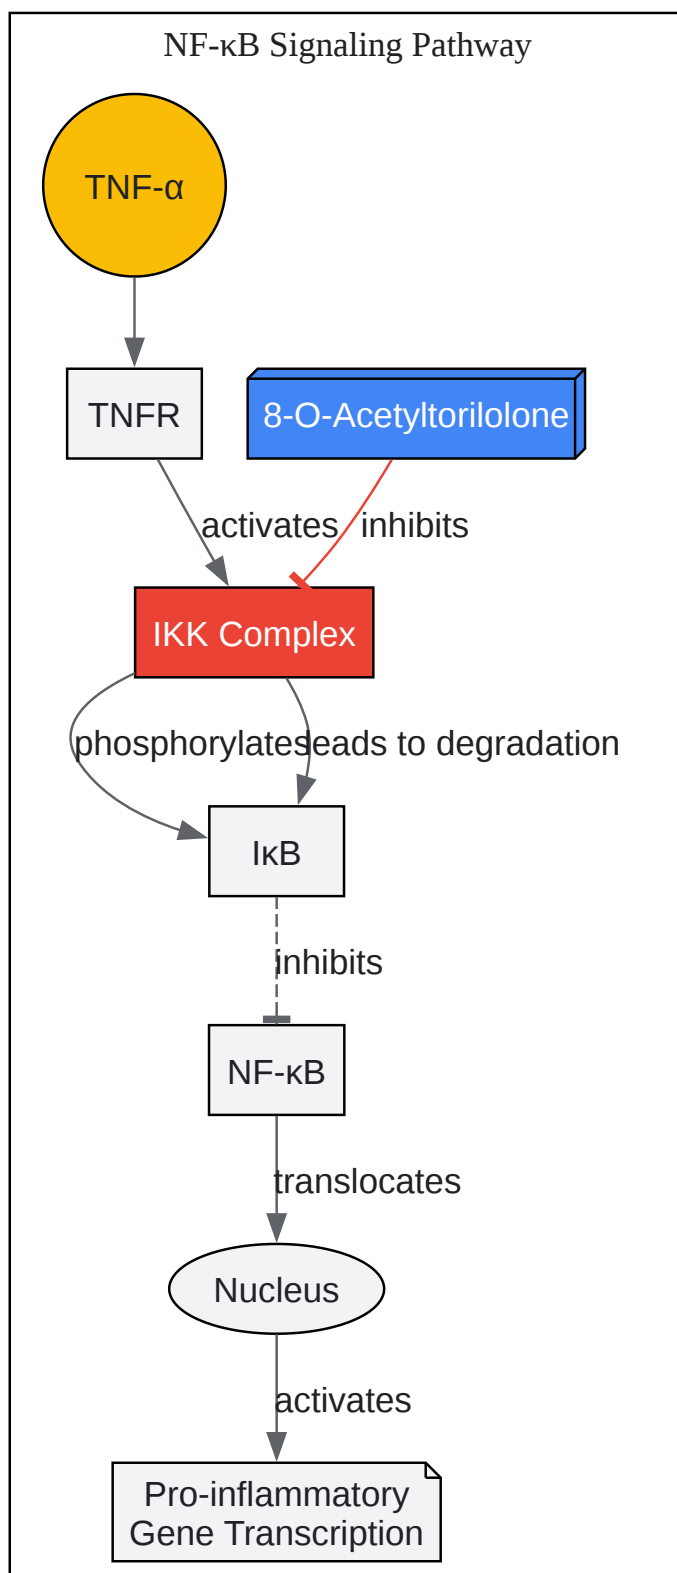 NF-κB Signaling Pathway
TNF-α
TNFR
8-O-Acetyltorilolone
activates
inhibits
IKK Complex
phosphorylates
leads to degradation
IκB
inhibits
NF-κB
translocates
Nucleus
activates
Pro-inflammatory
Gene Transcription